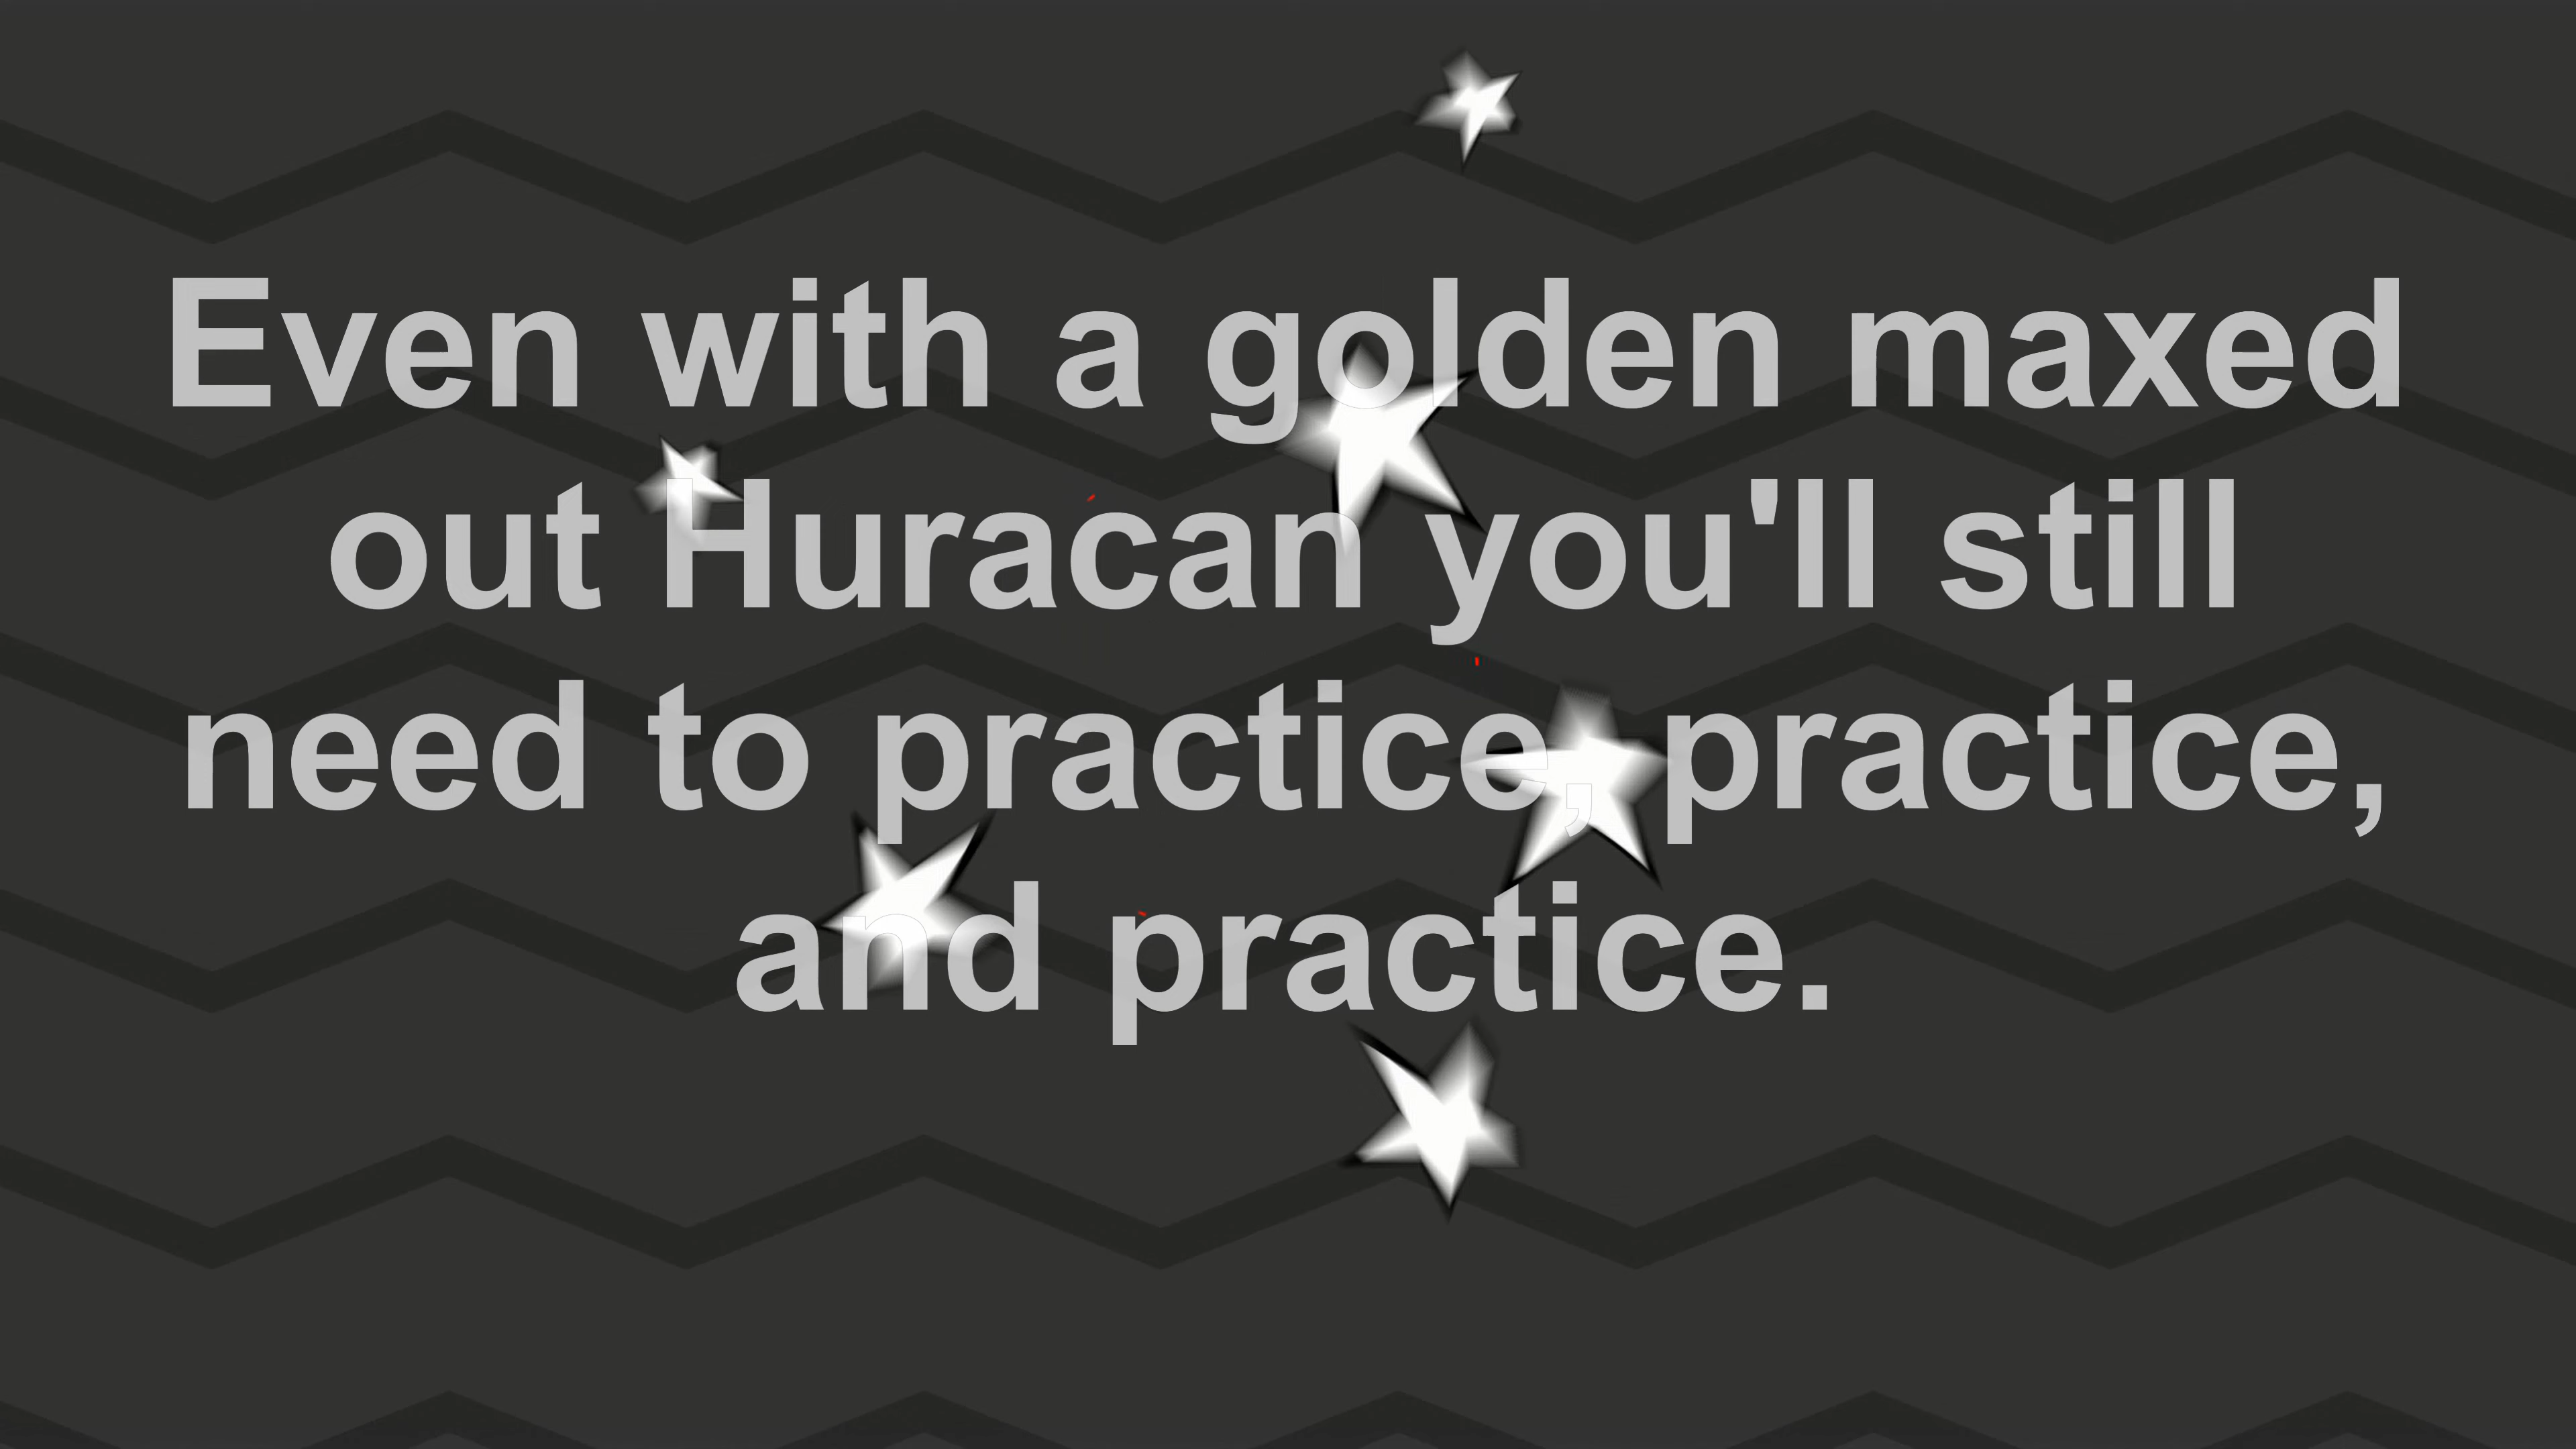 Even with a golden maxed
out Huracan you'll still
need to practice, practice,
and practice.